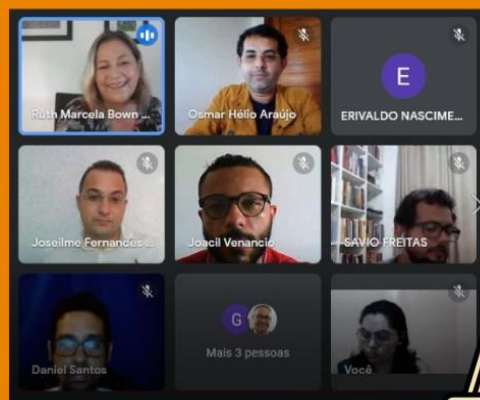 Ruth Marcela Bown ...
Osmar Hélio Araújo
E
ERIVALDO NASCIME...
Joseilme Fernandes
Joacil Venancio
SAVIO FREITAS
Daniel Santos
G
Mais 3 pessoas
Você